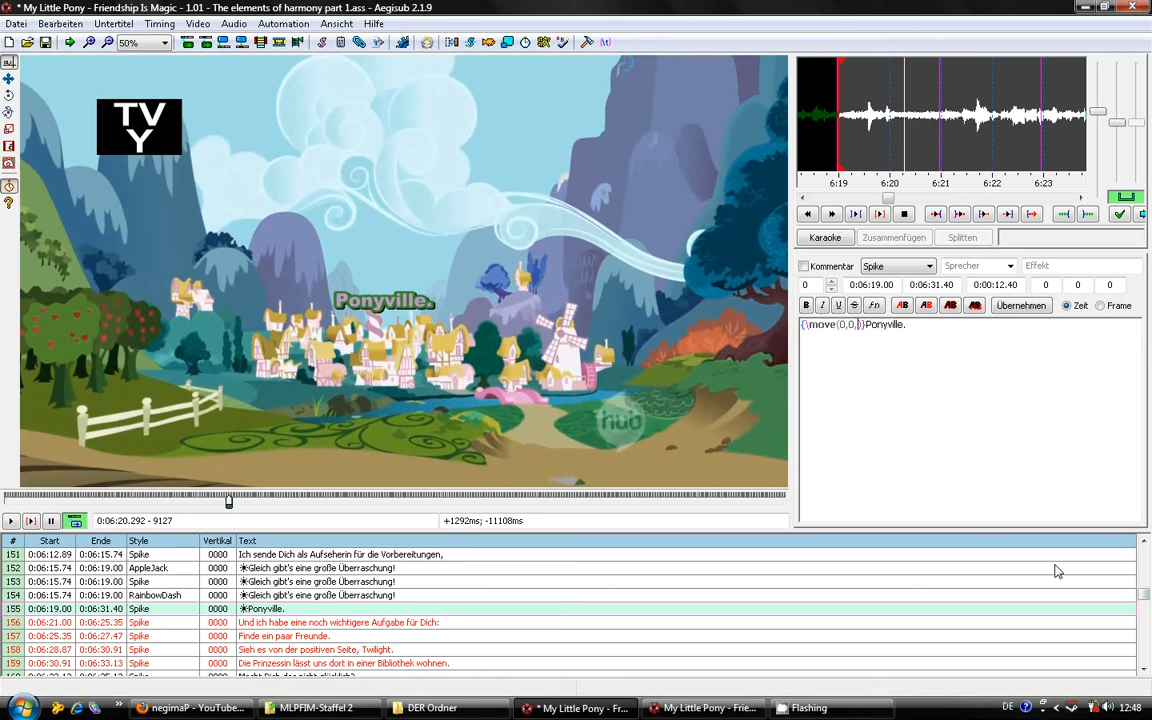 * My Little Pony - Friendship Is Magic - 1.01 - The elements of harmony part 1.ass - Aegisub 2.1.9
Datei Bearbeiten Untertitel Timing Video Audio Automation Ansicht Hilfe
50%
TV
Y
Ponyville.
hub
6:19 6:20 6:21 6:22 6:23
Karaoke Zusammenfügen Splitten
Kommentar Spike Sprecher Effekt
0 0:06:19.00 0:06:31.40 0:00:12.40 0 0 0
B I U S fn AB AB AB AB Übernehmen Zeit Frame
{\move(0,0,)}Ponyville.
0:06:20.292 - 9127 +1292ms; -11108ms
# Start Ende Style Vertikal Text
151 0:06:12.89 0:06:15.74 Spike 0000 Ich sende Dich als Aufseherin für die Vorbereitungen,
152 0:06:15.74 0:06:19.00 AppleJack 0000 ☀Gleich gibt's eine große Überraschung!
153 0:06:15.74 0:06:19.00 Spike 0000 ☀Gleich gibt's eine große Überraschung!
154 0:06:15.74 0:06:19.00 RainbowDash 0000 ☀Gleich gibt's eine große Überraschung!
155 0:06:19.00 0:06:31.40 Spike 0000 ☀Ponyville.
156 0:06:21.00 0:06:25.35 Spike 0000 Und ich habe eine noch wichtigere Aufgabe für Dich:
157 0:06:25.35 0:06:27.47 Spike 0000 Finde ein paar Freunde.
158 0:06:28.87 0:06:30.91 Spike 0000 Sieh es von der positiven Seite, Twilight.
159 0:06:30.91 0:06:33.13 Spike 0000 Die Prinzessin lässt uns dort in einer Bibliothek wohnen.
negimaP - YouTube... MLPFIM-Staffel 2 DER Ordner * My Little Pony - Fr... My Little Pony - Frie... Flashing DE 12:48